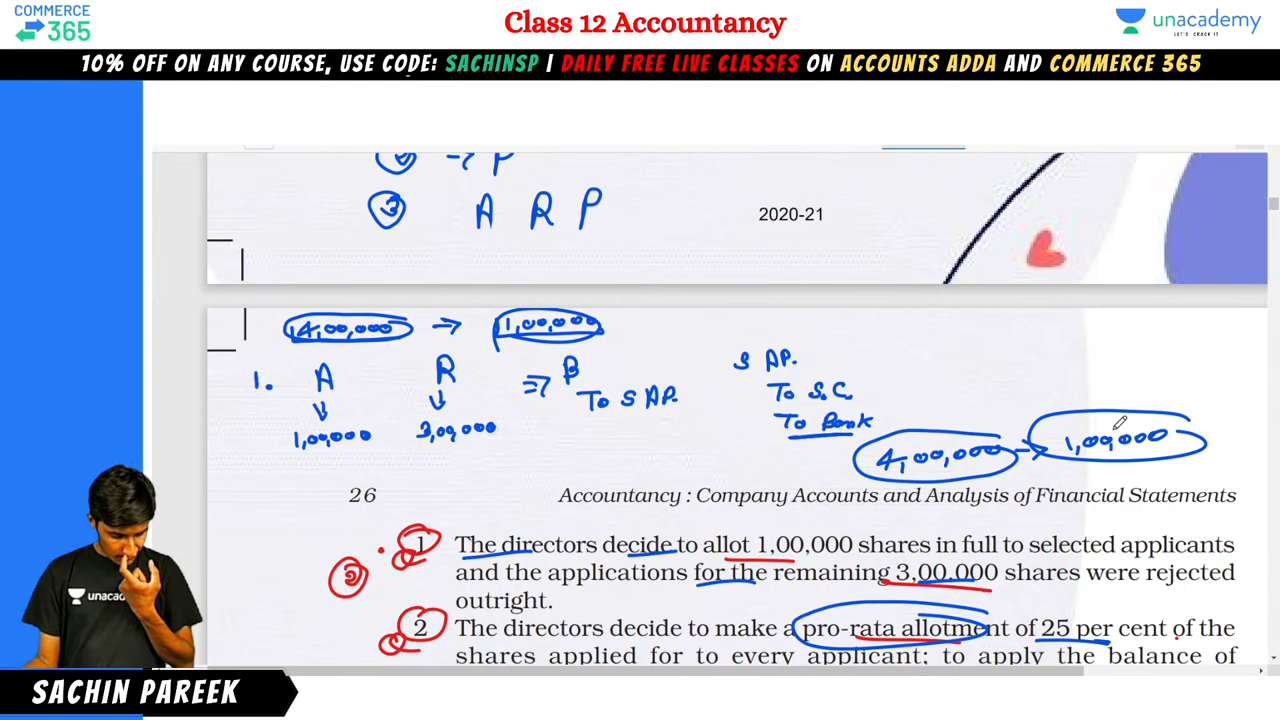 COMMERCE
365
Class 12 Accountancy
unacademy
LET'S CRACK IT
10% OFF ON ANY COURSE, USE CODE: SACHINSP | DAILY FREE LIVE CLASSES ON ACCOUNTS ADDA AND COMMERCE 365
→ P
3 A R P
2020-21
4,00,000 → 1,00,000
1. A R ⇒ B
To S AP.
1,00,000 3,00,000
S AP.
To S.C.
To Bank
4,00,000 → 1,00,000
26 Accountancy : Company Accounts and Analysis of Financial Statements
1 The directors decide to allot 1,00,000 shares in full to selected applicants
and the applications for the remaining 3,00,000 shares were rejected
outright.
2 The directors decide to make a pro-rata allotment of 25 per cent of the
shares applied for to every applicant; to apply the balance of
unacademy
SACHIN PAREEK